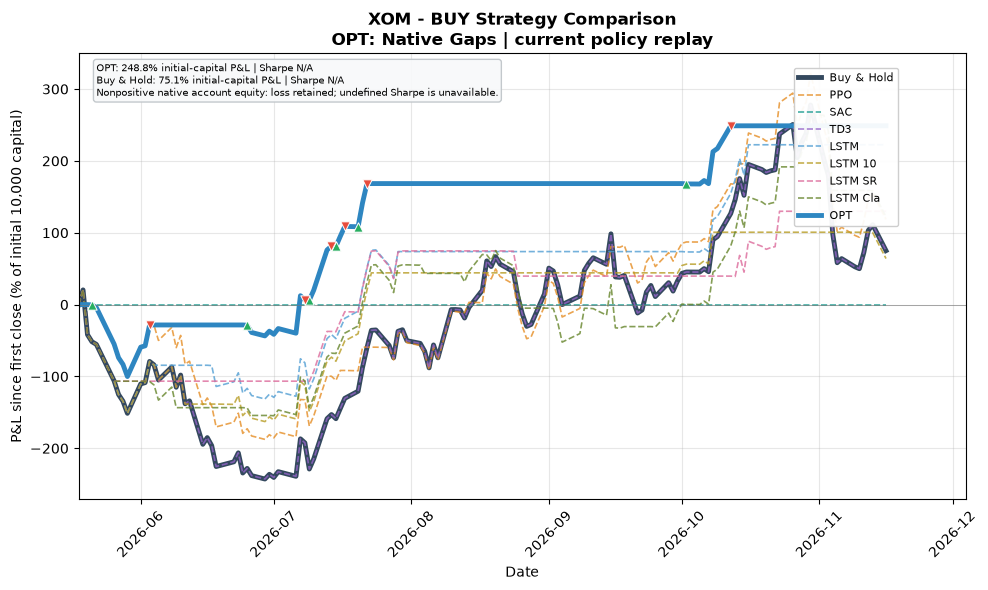 XOM - BUY Strategy Comparison
OPT: Native Gaps | current policy replay
OPT: 248.8% initial-capital P&L | Sharpe N/A
Buy & Hold: 75.1% initial-capital P&L | Sharpe N/A
Nonpositive native account equity: loss retained; undefined Sharpe is unavailable.
Buy & Hold
PPO
SAC
TD3
LSTM
LSTM 10
LSTM SR
LSTM Cla
OPT
P&L since first close (% of initial 10,000 capital)
300
200
100
0
−100
−200
2026-06
2026-07
2026-08
2026-09
2026-10
2026-11
2026-12
Date